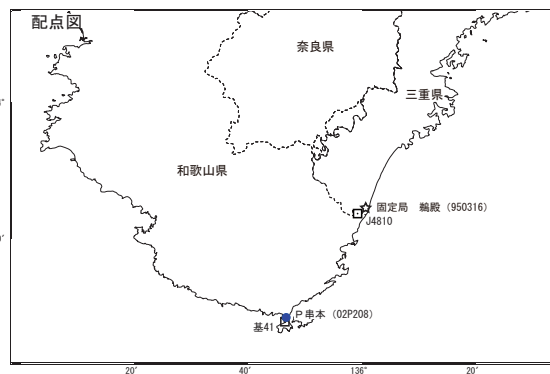 配点図
奈良県
三重県
和歌山県
固定局　鵜殿（950316）
J4810
Ｐ串本（02P208）
基41
20′
40′
136°
20′